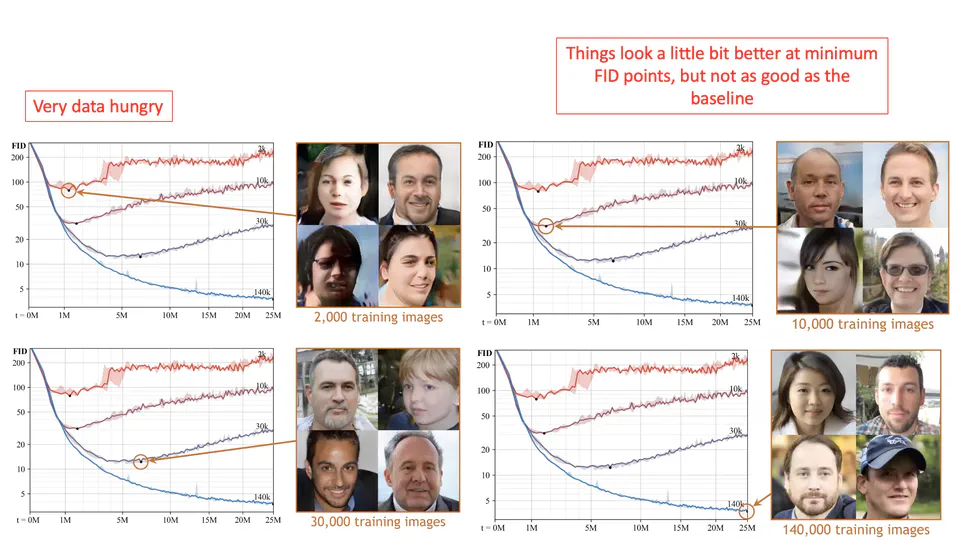 Things look a little bit better at minimum
FID points, but not as good as the
baseline
Very data hungry
FID
200
100
50
20
10
5
2k
10k
30k
140k
t = 0M 1M 5M 10M 15M 20M 25M
2,000 training images
FID
200
100
50
20
10
5
2k
10k
30k
140k
t = 0M 1M 5M 10M 15M 20M 25M
10,000 training images
FID
200
100
50
20
10
5
2k
10k
30k
140k
t = 0M 1M 5M 10M 15M 20M 25M
30,000 training images
FID
200
100
50
20
10
5
2k
10k
30k
140k
t = 0M 1M 5M 10M 15M 20M 25M
140,000 training images